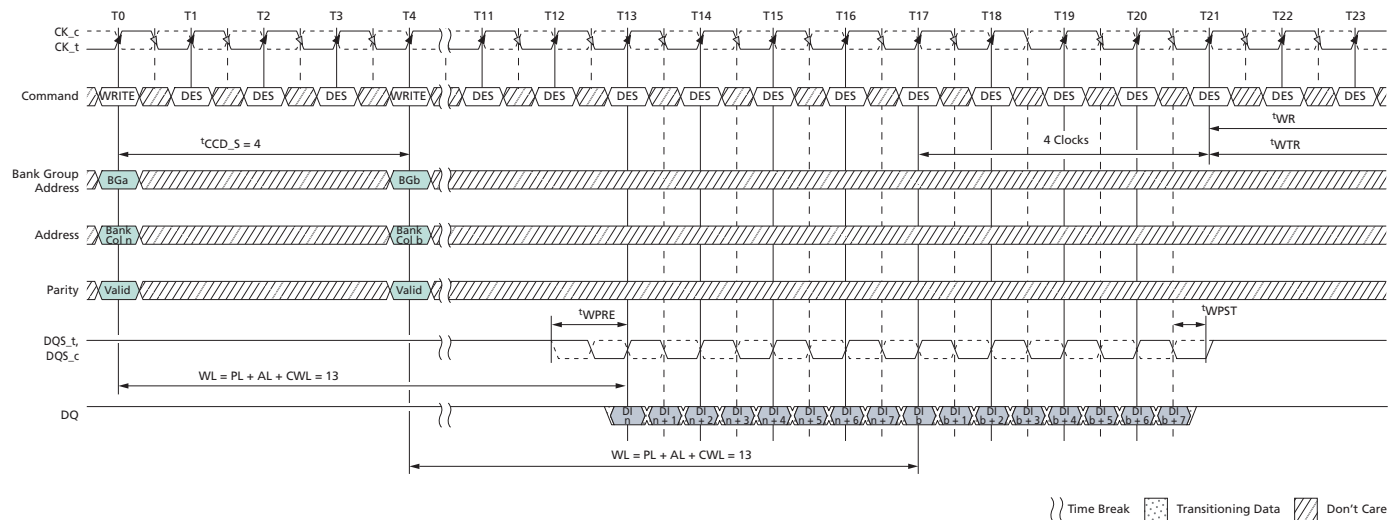 T0 T1 T2 T3 T4 T11 T12 T13 T14 T15 T16 T17 T18 T19 T20 T21 T22 T23
CK_c
CK_t
Command WRITE DES DES DES WRITE DES DES DES DES DES DES DES DES DES DES DES DES DES
tWR
tCCD_S = 4 4 Clocks tWTR
Bank Group
Address
BGa BGb
Address
Bank
Col n
Bank
Col b
Parity Valid Valid
tWPRE tWPST
DQS_t,
DQS_c
WL = PL + AL + CWL = 13
DQ
DI DI DI DI DI DI DI DI DI DI DI DI DI DI DI DI
n n + 1 n + 2 n + 3 n + 4 n + 5 n + 6 n + 7 b b + 1 b + 2 b + 3 b + 4 b + 5 b + 6 b + 7
WL = PL + AL + CWL = 13
Time Break Transitioning Data Don't Care